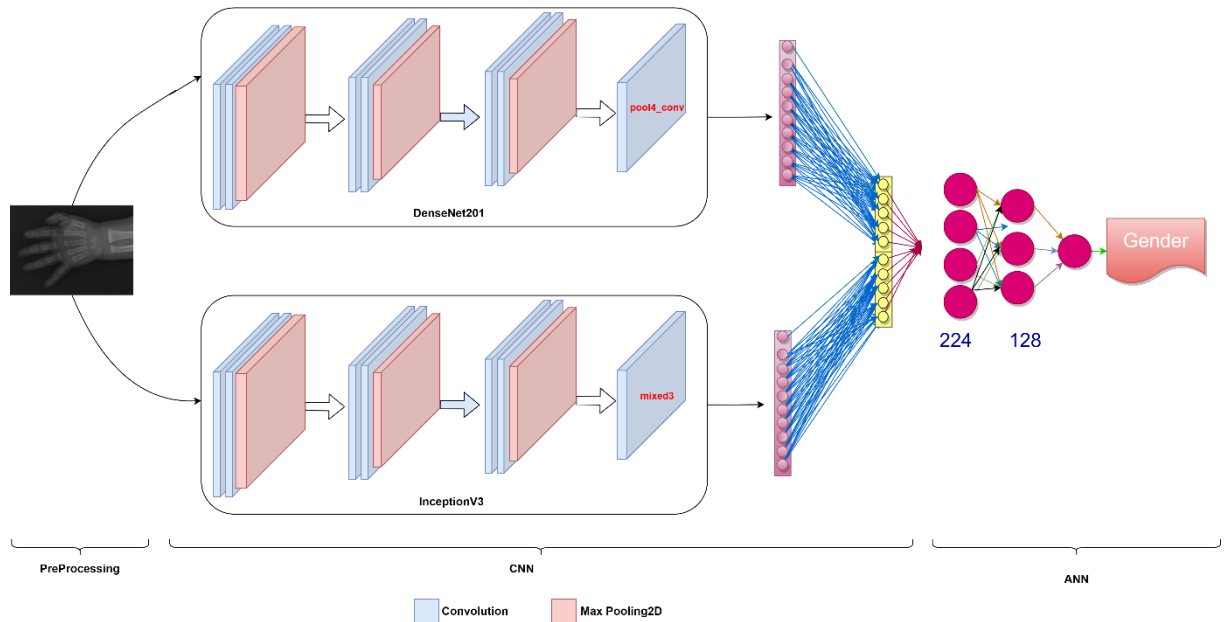 pool4_conv
DenseNet201
mixed3
InceptionV3
Gender
224
128
PreProcessing
CNN
ANN
Convolution
Max Pooling2D